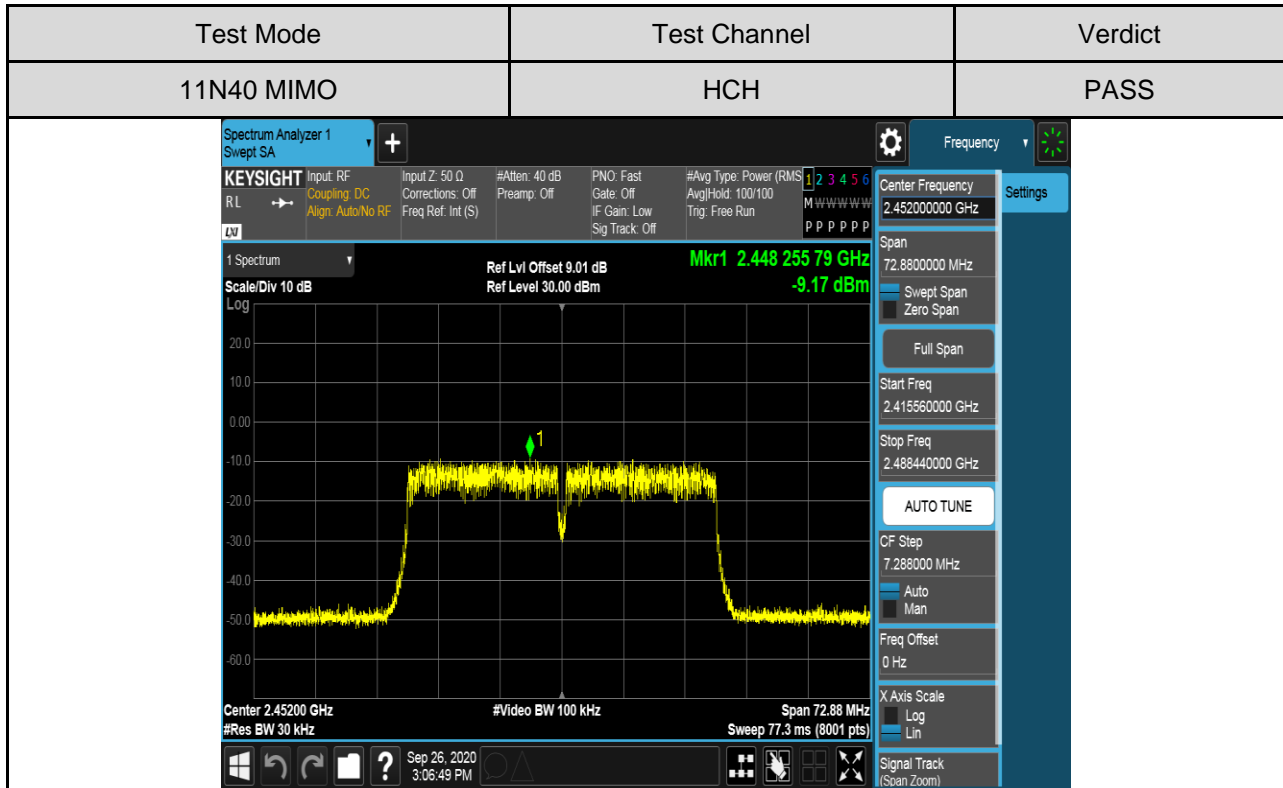 Test Mode Test Channel Verdict
11N40 MIMO HCH PASS
Spectrum Analyzer 1
Swept SA
+
Frequency
KEYSIGHT
RL
LXI
Input: RF
Coupling: DC
Align: Auto/No RF
Input Z: 50 Ω
Corrections: Off
Freq Ref: Int (S)
#Atten: 40 dB
Preamp: Off
PNO: Fast
Gate: Off
IF Gain: Low
Sig Track: Off
#Avg Type: Power (RMS
Avg|Hold: 100/100
Trig: Free Run
1 2 3 4 5 6
M W W W W W
P P P P P P
1 Spectrum
Scale/Div 10 dB
Log
Ref Lvl Offset 9.01 dB
Ref Level 30.00 dBm
Mkr1 2.448 255 79 GHz
-9.17 dBm
20.0
10.0
0.00
-10.0
-20.0
-30.0
-40.0
-50.0
-60.0
1
Center 2.45200 GHz #Video BW 100 kHz Span 72.88 MHz
#Res BW 30 kHz Sweep 77.3 ms (8001 pts)
?
Sep 26, 2020
3:06:49 PM
Center Frequency
2.452000000 GHz
Settings
Span
72.8800000 MHz
Swept Span
Zero Span
Full Span
Start Freq
2.415560000 GHz
Stop Freq
2.488440000 GHz
AUTO TUNE
CF Step
7.288000 MHz
Auto
Man
Freq Offset
0 Hz
X Axis Scale
Log
Lin
Signal Track
(Span Zoom)